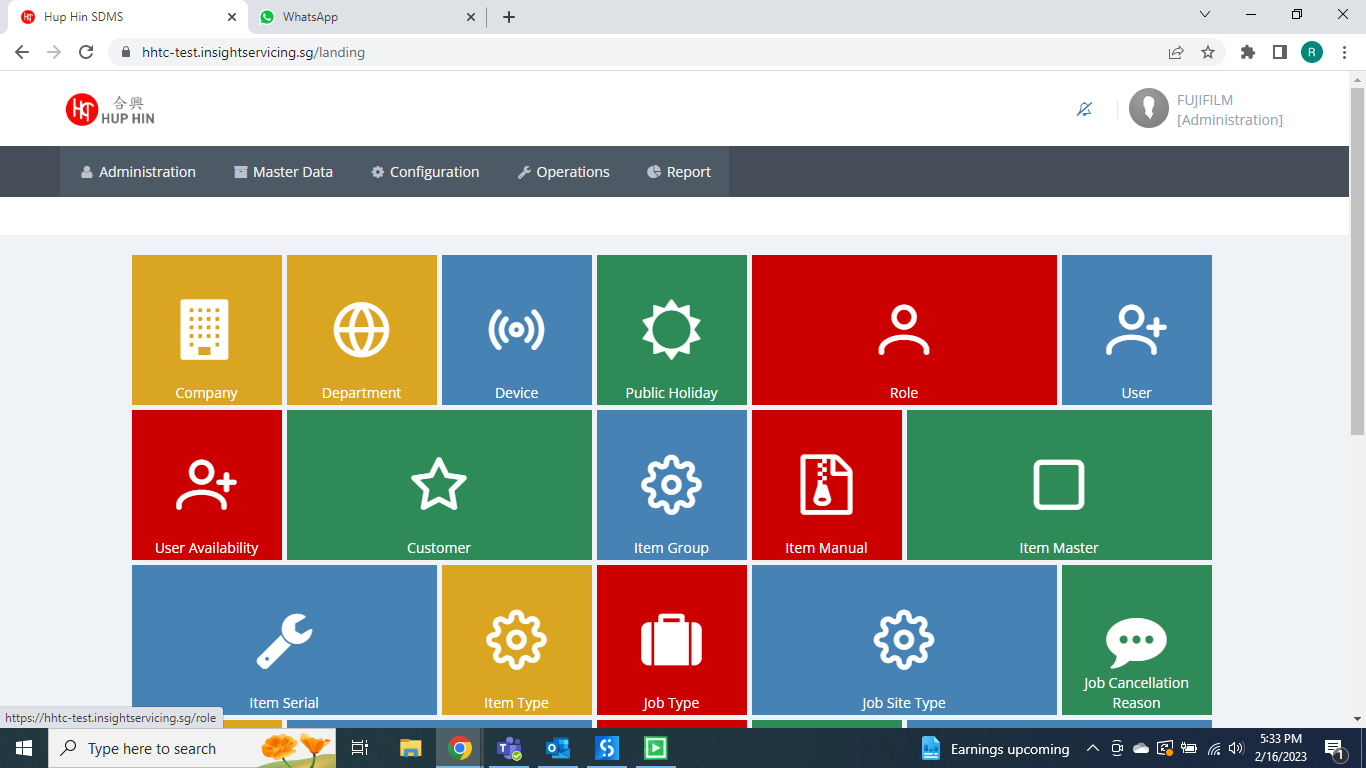 Hup Hin SDMS
WhatsApp
hhtc-test.insightservicing.sg/landing
R
合興
HUP HIN
FUJIFILM
[Administration]
Administration
Master Data
Configuration
Operations
Report
Company
Department
Device
Public Holiday
Role
User
User Availability
Customer
Item Group
Item Manual
Item Master
Item Serial
Item Type
Job Type
Job Site Type
Job Cancellation
Reason
https://hhtc-test.insightservicing.sg/role
Type here to search
Earnings upcoming
5:33 PM
2/16/2023
1